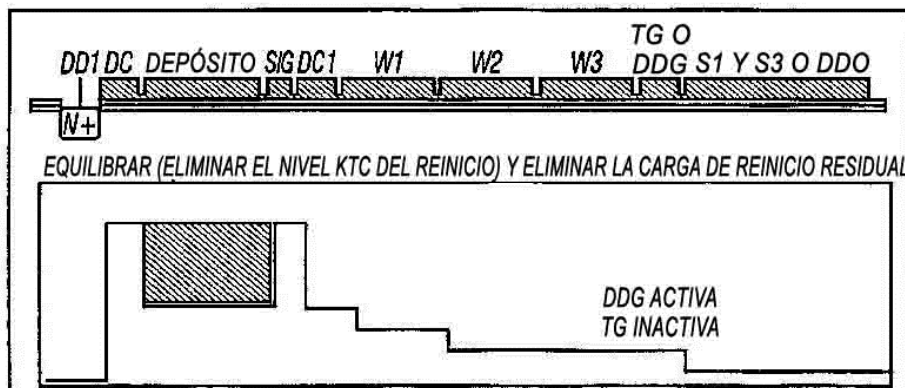 TG O
DD1 DC DEPÓSITO SIG DC1 W1 W2 W3 DDG S1 Y S3 O DDO
N+
EQUILIBRAR (ELIMINAR EL NIVEL KTC DEL REINICIO) Y ELIMINAR LA CARGA DE REINICIO RESIDUAL
DDG ACTIVA
TG INACTIVA